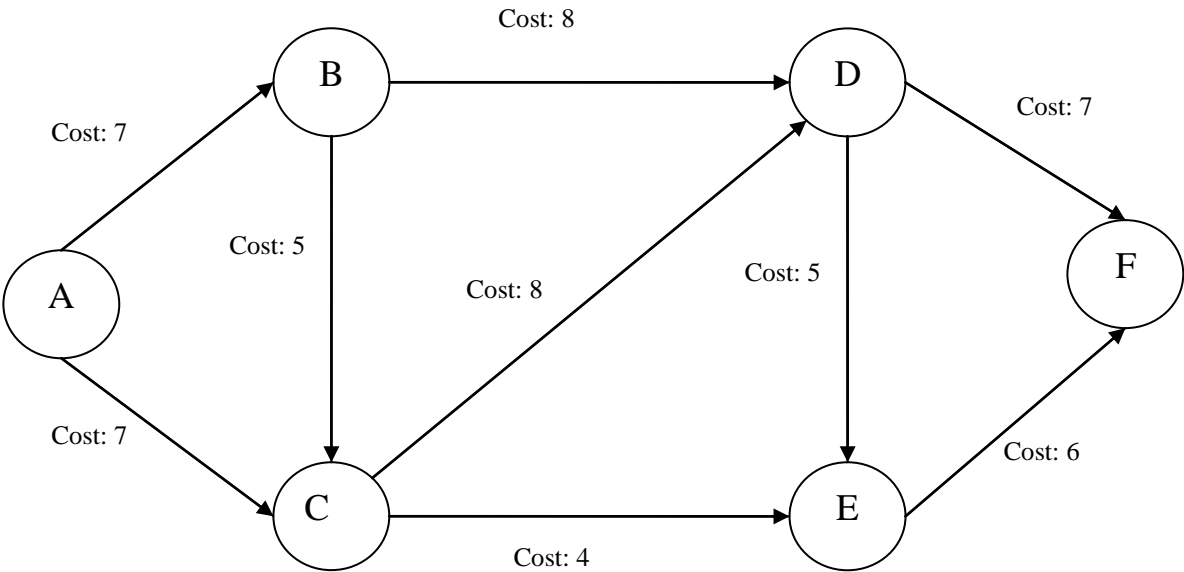 Cost: 8
B
D
Cost: 7
Cost: 7
Cost: 5
Cost: 8
Cost: 5
F
A
Cost: 7
Cost: 6
C
E
Cost: 4